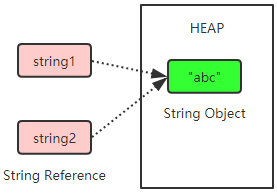 HEAP
string1
"abc"
String Object
string2
String Reference